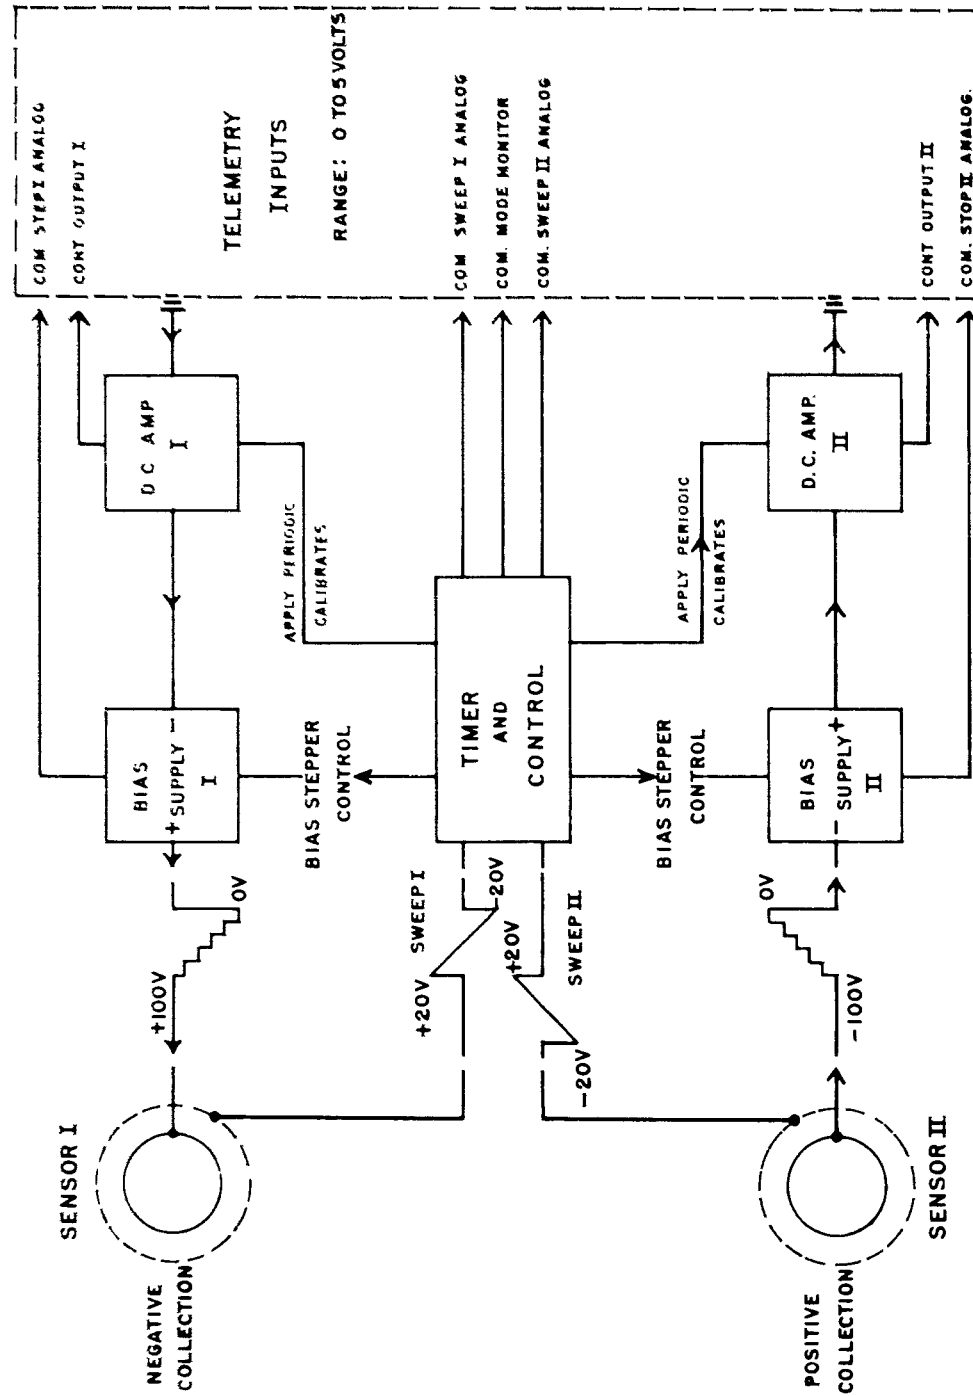 SENSOR I
NEGATIVE
COLLECTION
+100V
0V
BIAS
+ SUPPLY -
I
D C AMP
I
COM STEP I ANALOG
CONT OUTPUT I
TELEMETRY
INPUTS
RANGE: 0 TO 5 VOLTS
BIAS STEPPER
CONTROL
APPLY PERIODIC
CALIBRATES
SWEEP I
+20V
-20V
TIMER
AND
CONTROL
COM SWEEP I ANALOG
COM. MODE MONITOR
COM. SWEEP II ANALOG
+20V
-20V
SWEEP II
BIAS STEPPER
CONTROL
APPLY PERIODIC
CALIBRATES
POSITIVE
COLLECTION
SENSOR II
-100V
0V
BIAS
- SUPPLY +
II
D.C. AMP.
II
CONT OUTPUT II
COM. STOP II ANALOG.